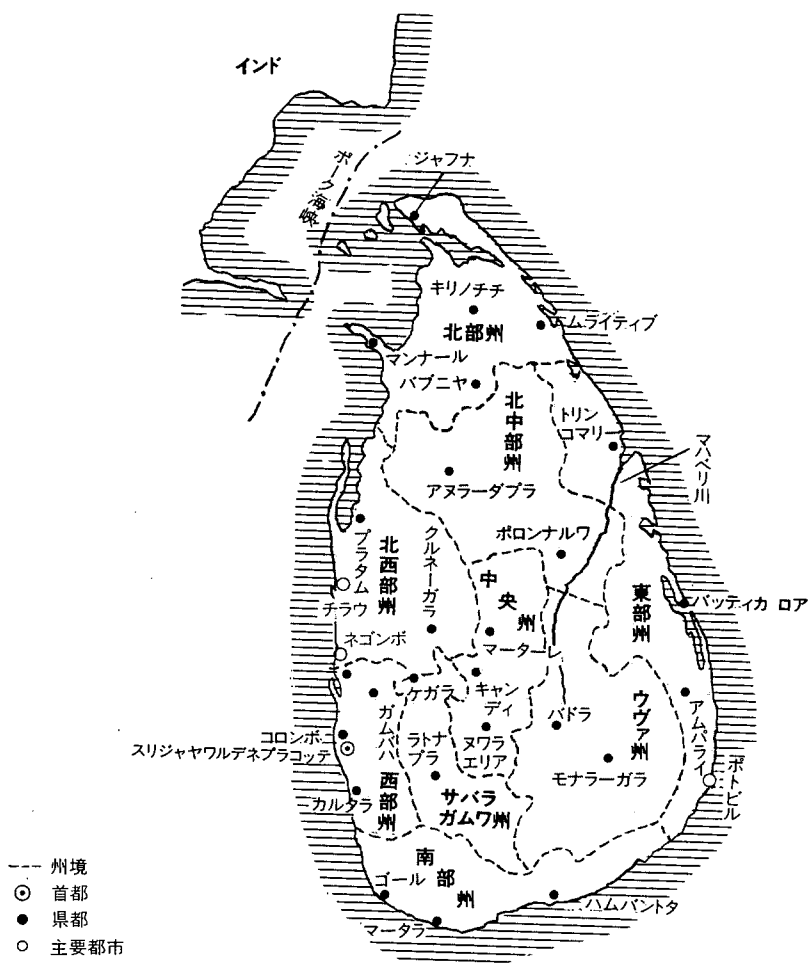 インド
ポーク海峡
ジャフナ
キリノチチ
北部州
ムライティブ
マンナール
バブニヤ
北中部州
トリン
コマリー
マハベリ川
アヌラーダプラ
ポロンナルワ
プラタム
北西部州
クルネーガラ
中央州
東部州
チラウ
バッティカ ロア
ネゴンボ
マーターレ
ケガラ
キャン
ディ
ガムパハ
ウヴァ州
アムパライ
コロンボ
スリジャヤワルデネプラコッテ
ラトナ
プラ
ヌワラ
エリア
バドラ
モナラーガラ
ポトビル
カルタラ
西部州
サバラ
ガムワ州
南部州
ゴール
ハムバントタ
マータラ
州境
首都
県都
主要都市